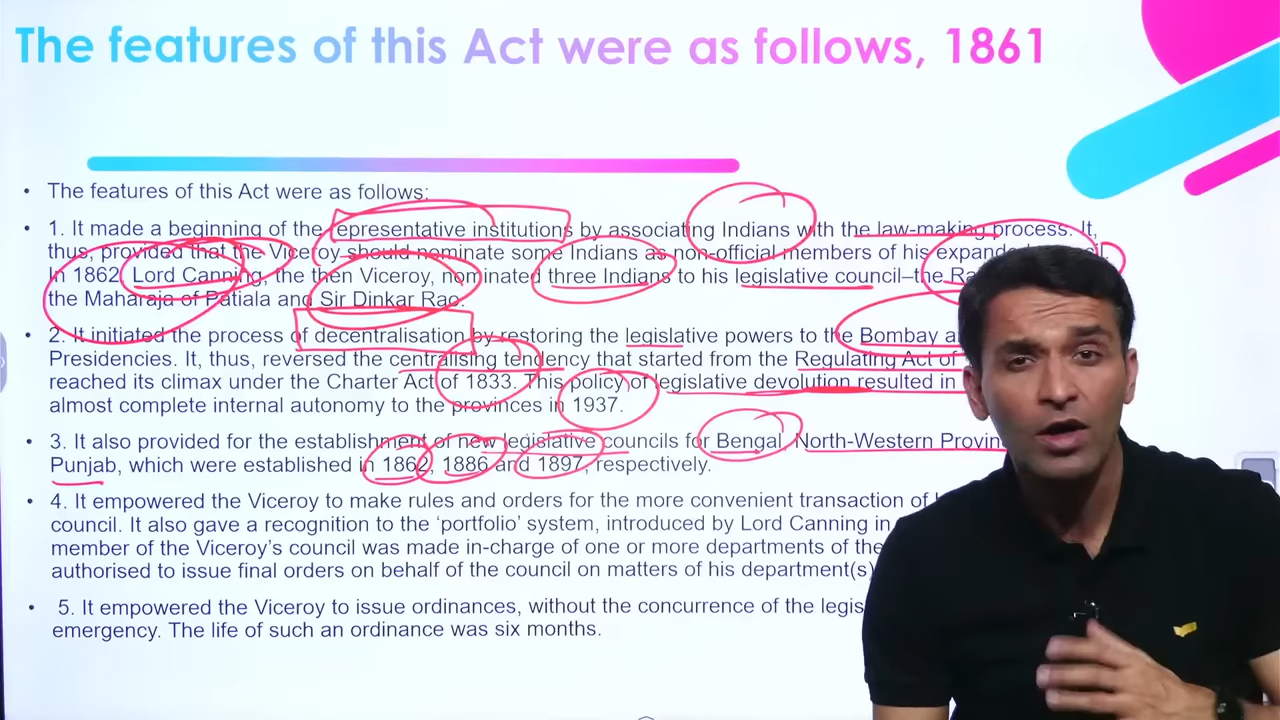 The features of this Act were as follows, 1861
• The features of this Act were as follows:
• 1. It made a beginning of the representative institutions by associating Indians with the law-making process. It,
thus, provided that the Viceroy should nominate some Indians as non-official members of his expanded
In 1862, Lord Canning, the then Viceroy, nominated three Indians to his legislative council–the
the Maharaja of Patiala and Sir Dinkar Rao.
• 2. It initiated the process of decentralisation by restoring the legislative powers to the Bombay
Presidencies. It, thus, reversed the centralising tendency that started from the Regulating Act of
reached its climax under the Charter Act of 1833. This policy of legislative devolution resulted in
almost complete internal autonomy to the provinces in 1937.
• 3. It also provided for the establishment of new legislative councils for Bengal, North-Western
Punjab, which were established in 1862, 1886 and 1897, respectively.
• 4. It empowered the Viceroy to make rules and orders for the more convenient transaction of
council. It also gave a recognition to the ‘portfolio’ system, introduced by Lord Canning in
member of the Viceroy’s council was made in-charge of one or more departments of the
authorised to issue final orders on behalf of the council on matters of his department(s)
• 5. It empowered the Viceroy to issue ordinances, without the concurrence of the
emergency. The life of such an ordinance was six months.